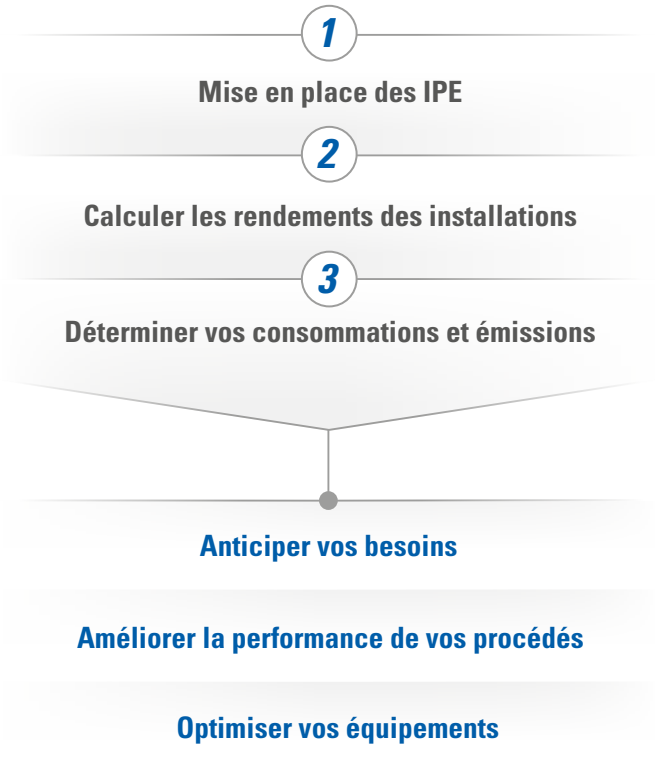 1
Mise en place des IPE
2
Calculer les rendements des installations
3
Déterminer vos consommations et émissions
Anticiper vos besoins
Améliorer la performance de vos procédés
Optimiser vos équipements